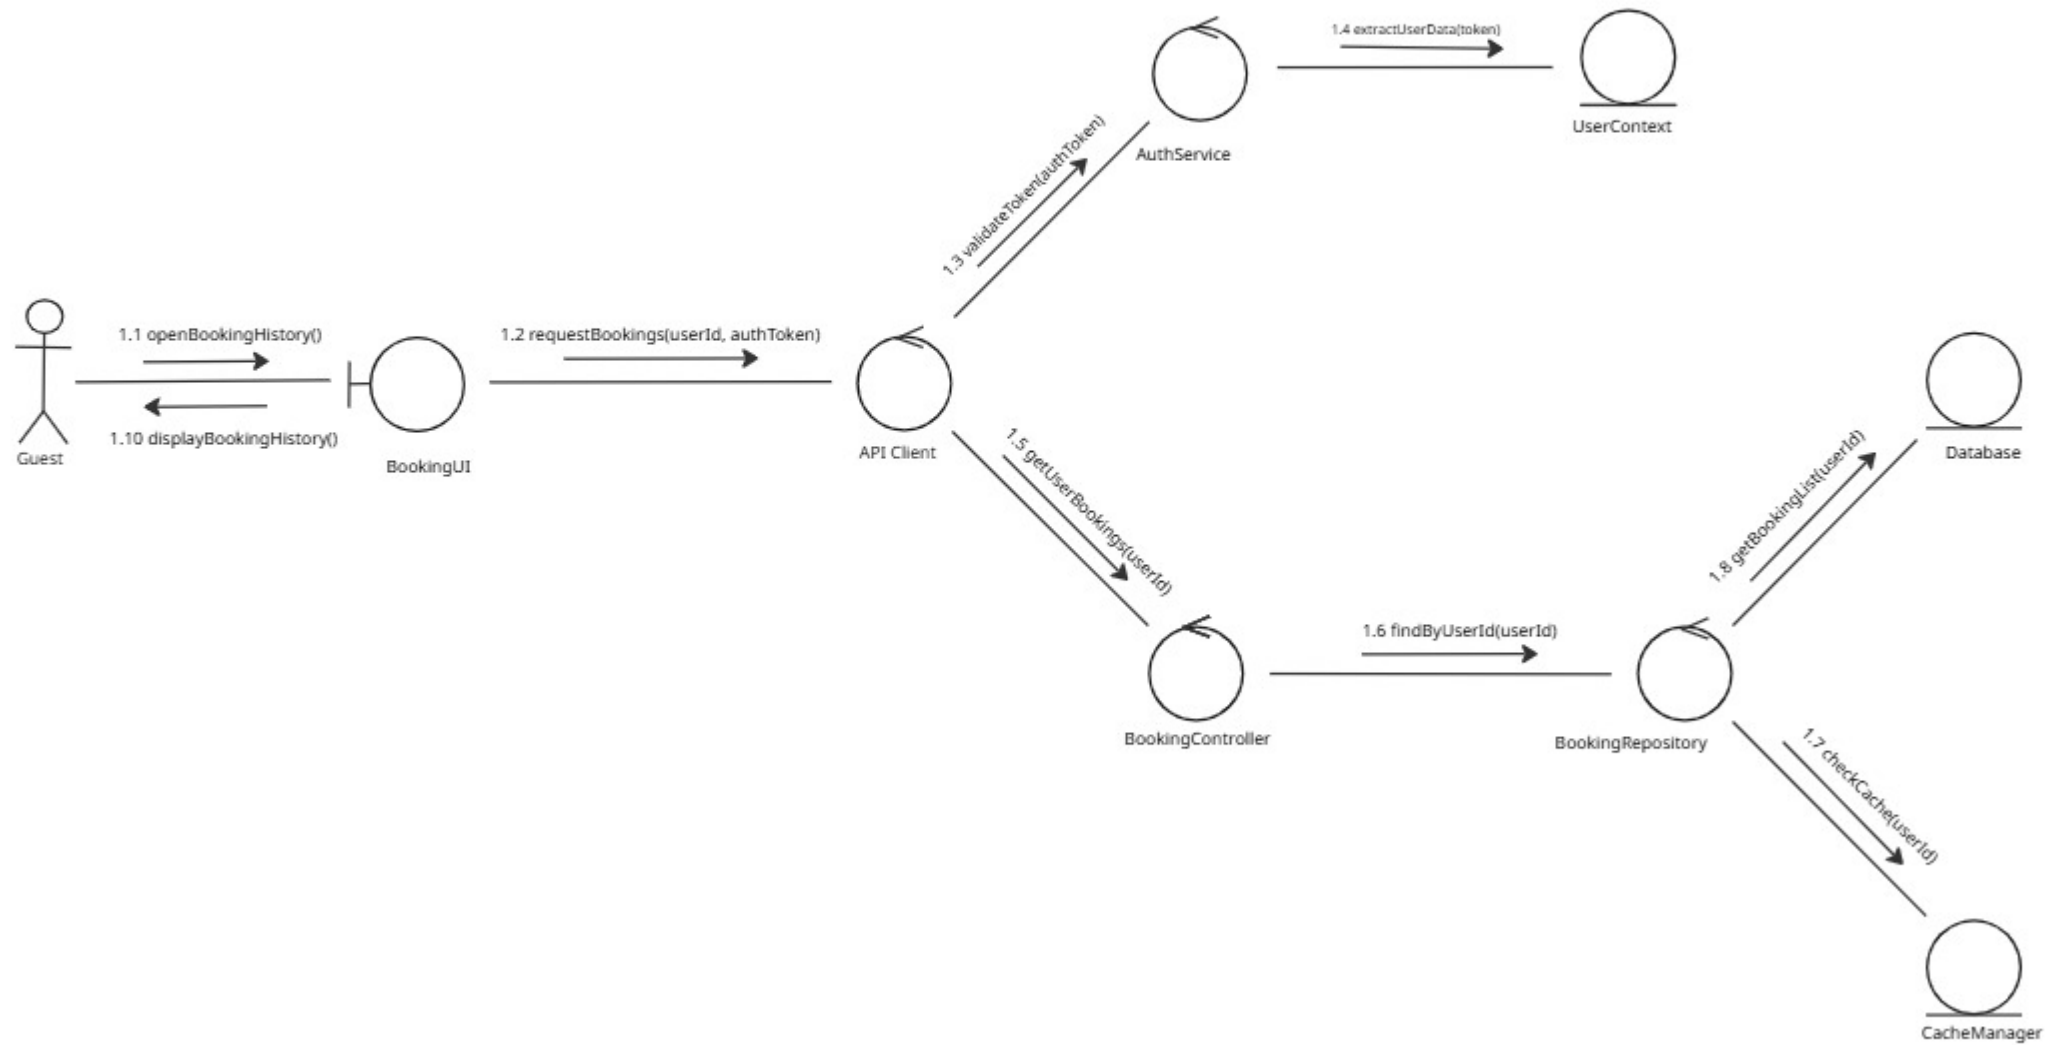 1.4 extractUserData(token)
UserContext
AuthService
1.3 validateToken(authToken)
1.1 openBookingHistory()
1.2 requestBookings(userId, authToken)
1.10 displayBookingHistory()
Guest
BookingUI
API Client
1.5 getUserBookings(userId)
Database
1.8 getBookingList(userId)
1.6 findByUserId(userId)
BookingController
BookingRepository
1.7 checkCache(userId)
CacheManager